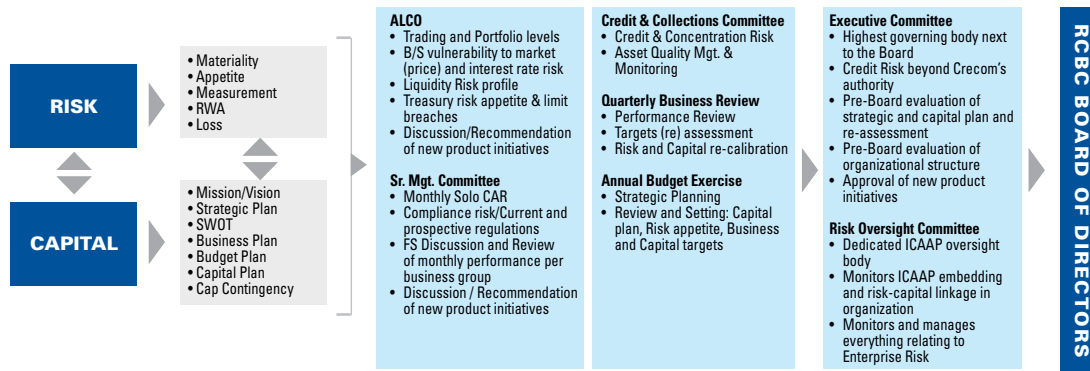 RISK
• Materiality
• Appetite
• Measurement
• RWA
• Loss
CAPITAL
• Mission/Vision
• Strategic Plan
• SWOT
• Business Plan
• Budget Plan
• Capital Plan
• Cap Contingency
ALCO
• Trading and Portfolio levels
• B/S vulnerability to market
(price) and interest rate risk
• Liquidity Risk profile
• Treasury risk appetite & limit
breaches
• Discussion/Recommendation
of new product initiatives
Sr. Mgt. Committee
• Monthly Solo CAR
• Compliance risk/Current and
prospective regulations
• FS Discussion and Review
of monthly performance per
business group
• Discussion / Recommendation
of new product initiatives
Credit & Collections Committee
• Credit & Concentration Risk
• Asset Quality Mgt. &
Monitoring
Quarterly Business Review
• Performance Review
• Targets (re) assessment
• Risk and Capital re-calibration
Annual Budget Exercise
• Strategic Planning
• Review and Setting: Capital
plan, Risk appetite, Business
and Capital targets
Executive Committee
• Highest governing body next
to the Board
• Credit Risk beyond Crecom's
authority
• Pre-Board evaluation of
strategic and capital plan and
re-assessment
• Pre-Board evaluation of
organizational structure
• Approval of new product
initiatives
Risk Oversight Committee
• Dedicated ICAAP oversight
body
• Monitors ICAAP embedding
and risk-capital linkage in
organization
• Monitors and manages
everything relating to
Enterprise Risk
RCBC BOARD OF DIRECTORS